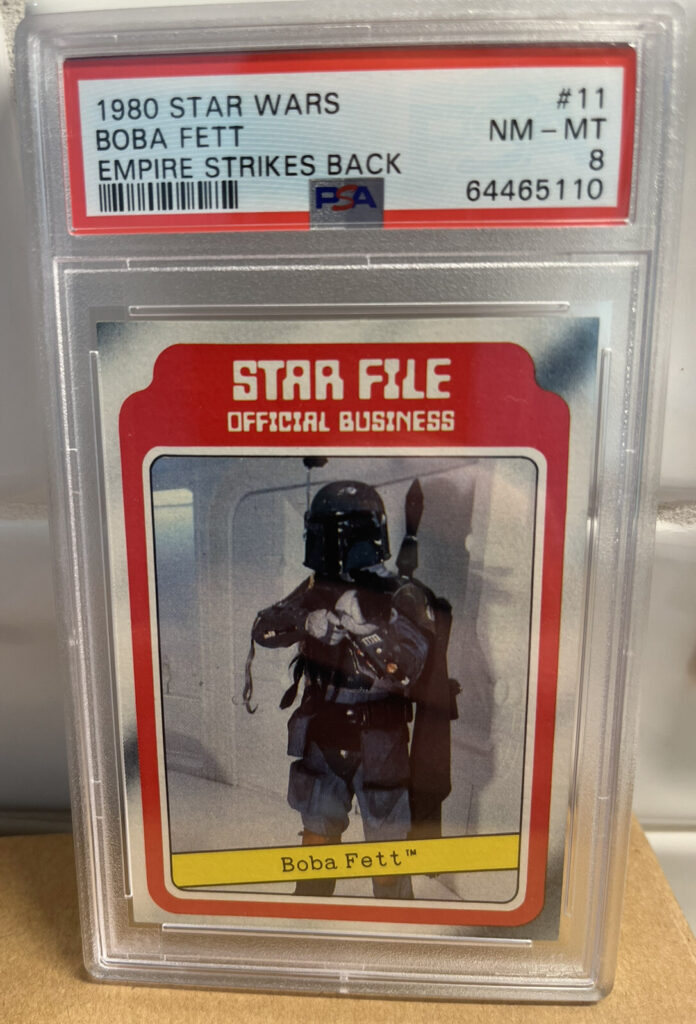 1980 STAR WARS #11
BOBA FETT NM - MT
EMPIRE STRIKES BACK 8
PSA 64465110
STAR FILE
OFFICIAL BUSINESS
Boba Fett™